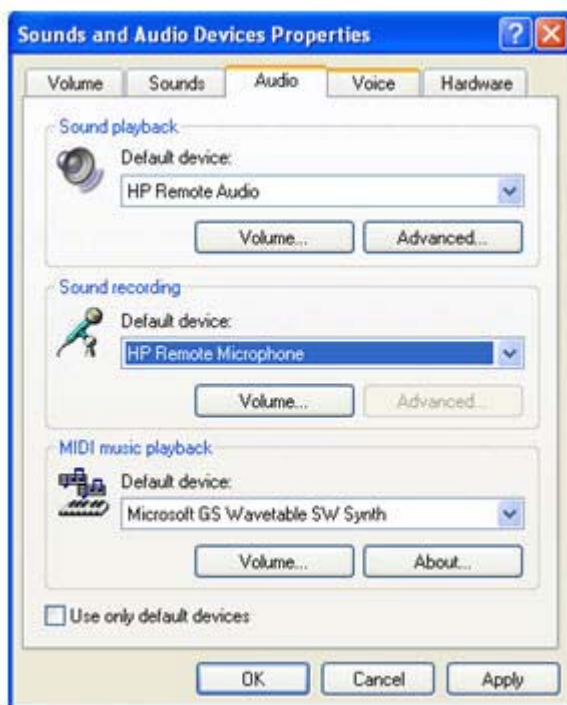 Sounds and Audio Devices Properties
Volume Sounds Audio Voice Hardware
Sound playback
Default device:
HP Remote Audio
Volume... Advanced...
Sound recording
Default device:
HP Remote Microphone
Volume... Advanced...
MIDI music playback
Default device:
Microsoft GS Wavetable SW Synth
Volume... About...
Use only default devices
OK Cancel Apply